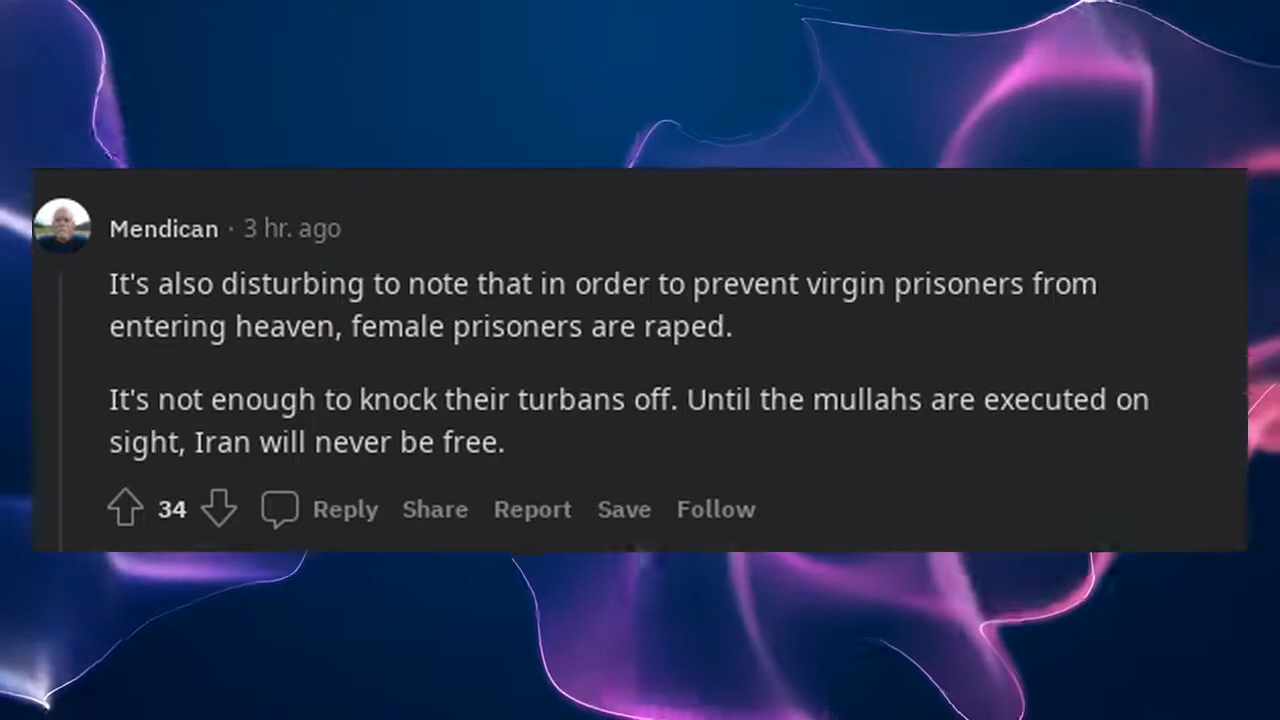 Mendican · 3 hr. ago
It's also disturbing to note that in order to prevent virgin prisoners from
entering heaven, female prisoners are raped.
It's not enough to knock their turbans off. Until the mullahs are executed on
sight, Iran will never be free.
34 Reply Share Report Save Follow